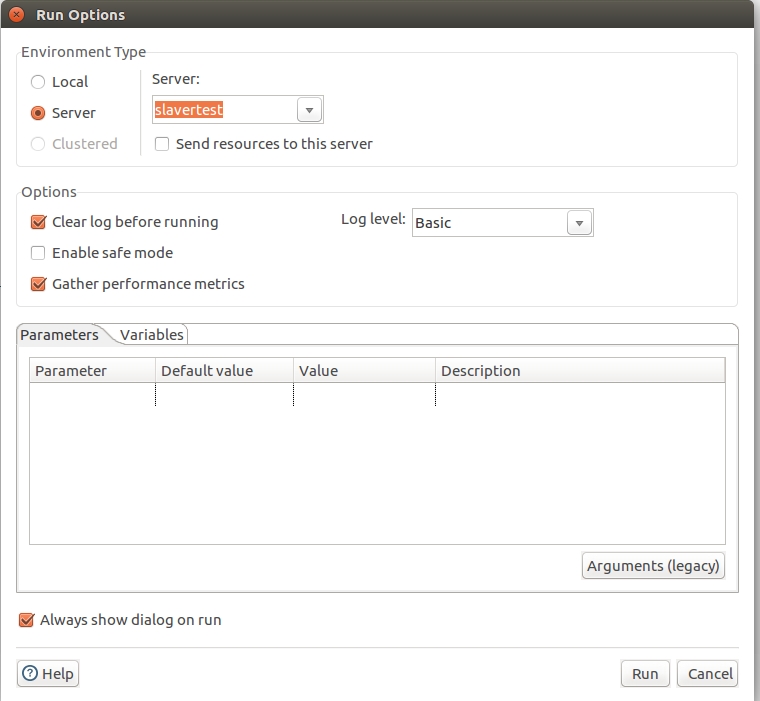 Run Options
Environment Type
Local
Server:
Server
slavertest
Clustered
Send resources to this server
Options
Clear log before running
Log level:
Basic
Enable safe mode
Gather performance metrics
Parameters
Variables
Parameter
Default value
Value
Description
Arguments (legacy)
Always show dialog on run
Help
Run
Cancel